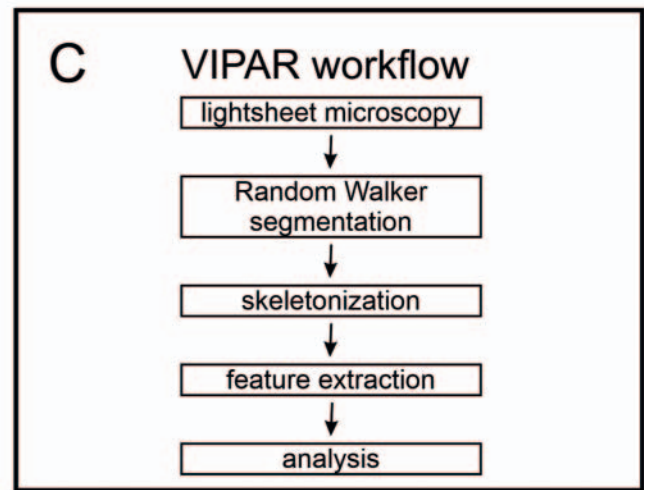 C
VIPAR workflow
lightsheet microscopy
Random Walker
segmentation
skeletonization
feature extraction
analysis